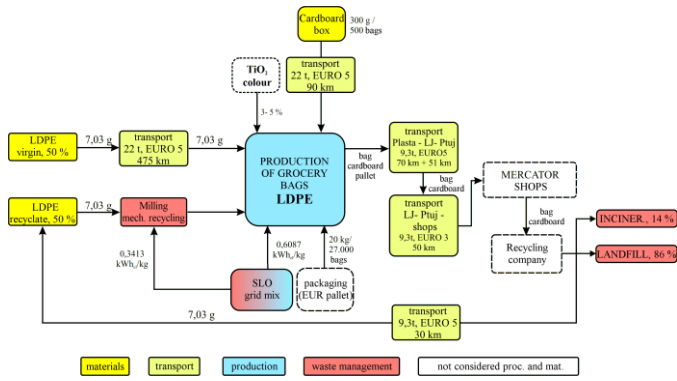 Cardboard
box
300 g /
500 bags
TiO₂
colour
transport
22 t, EURO 5
90 km
3- 5 %
LDPE
virgin, 50 %
7,03 g
transport
22 t, EURO 5
475 km
7,03 g
PRODUCTION
OF GROCERY
BAGS
LDPE
bag
cardboard
pallet
transport
Plasta - LJ- Ptuj
9,3t, EURO5
70 km + 51 km
bag
cardboard
transport
LJ- Ptuj -
shops
9,3t, EURO 3
50 km
MERCATOR
SHOPS
bag
cardboard
Recycling
company
INCINER., 14 %
LANDFILL, 86 %
LDPE
recyclate, 50 %
7,03 g
Milling
mech. recycling
0,3413
kWhₑ/kg
0,6087
kWhₑ/kg
20 kg/
27.000
bags
SLO
grid mix
packaging
(EUR pallet)
7,03 g
transport
9,3t, EURO 5
30 km
materials
transport
production
waste management
not considered proc. and mat.